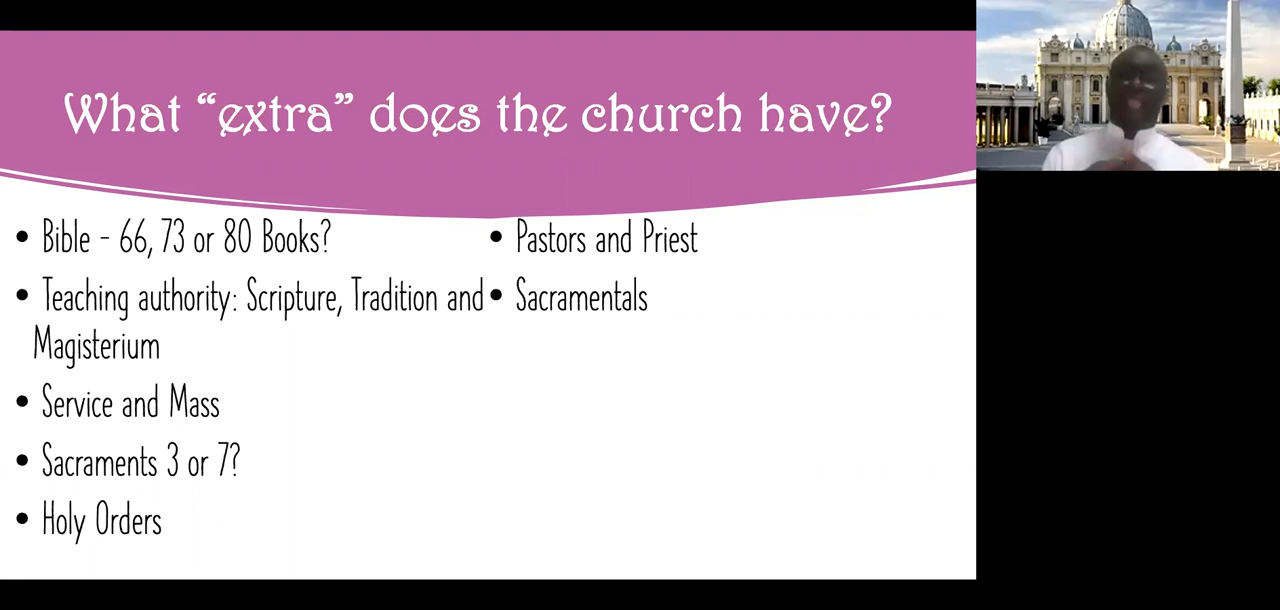 What “extra” does the church have?
• Bible - 66, 73 or 80 Books?
• Teaching authority: Scripture, Tradition and
Magisterium
• Service and Mass
• Sacraments 3 or 7?
• Holy Orders
• Pastors and Priest
• Sacramentals